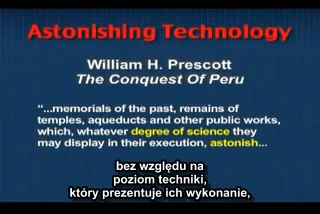 Astonishing Technology
William H. Prescott
The Conquest Of Peru
“...memorials of the past, remains of
temples, aqueducts and other public works,
which, whatever degree of science they
may display in their execution, astonish...
bez względu na
poziom techniki,
który prezentuje ich wykonanie,